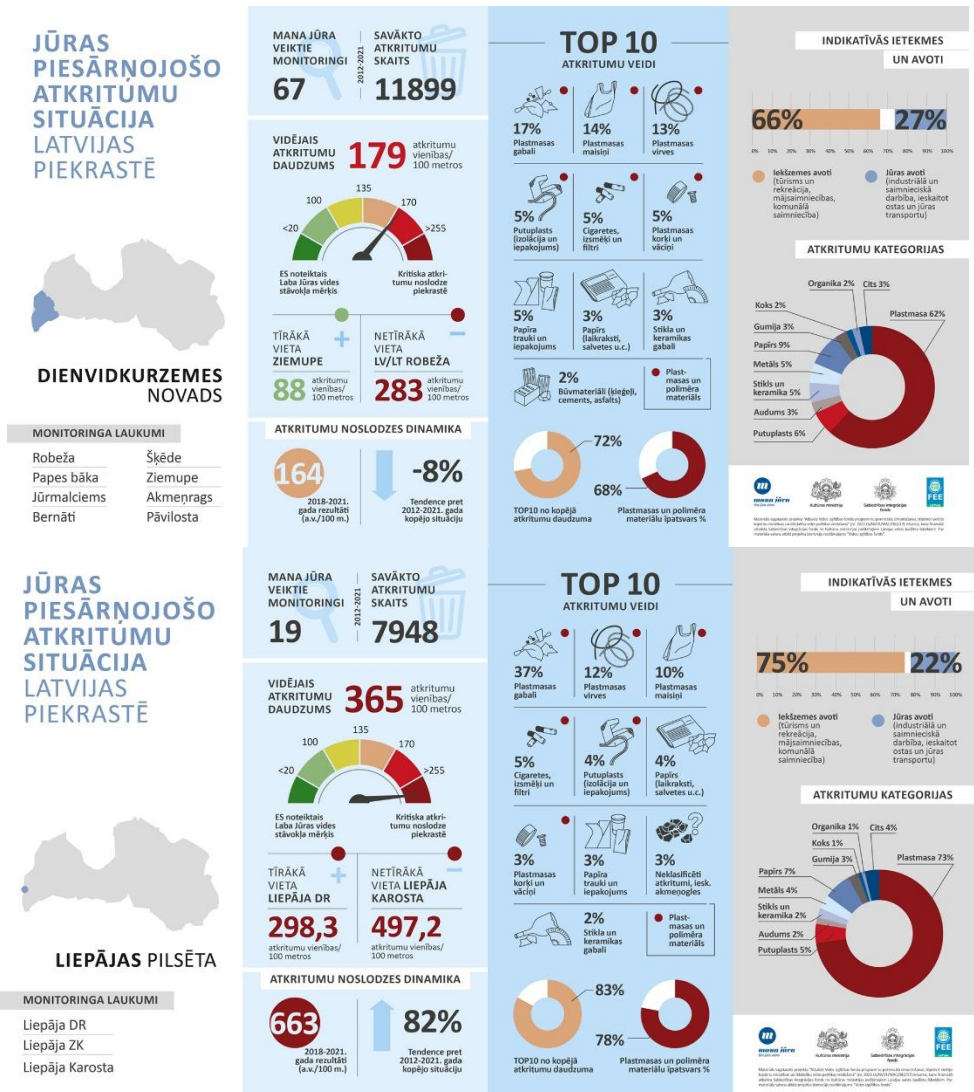 JŪRAS
PIESĀRŅOJOŠO
ATKRITUMU
SITUĀCIJA
LATVIJAS
PIEKRASTĒ
DIENVIDKURZEMES
NOVADS
MONITORINGA LAUKUMI
Robeža
Papes bāka
Jūrmalciems
Bernāti
Šķēde
Ziemupe
Akmeņrags
Pāvilosta
MANA JŪRA
VEIKTIE
MONITORINGI
67
2012-2021
SAVĀKTO
ATKRITUMU
SKAITS
11899
VIDĒJAIS
ATKRITUMU
DAUDZUMS
179
atkritumu
vienības/
100 metros
<20
100
135
170
>255
ES noteiktais
Laba Jūras vides
stāvokļa mērķis
Kritiska atkri-
tumu noslodze
piekrastē
TĪRĀKĀ
VIETA
ZIEMUPE
88
atkritumu
vienības/
100 metros
NETĪRĀKĀ
VIETA
LV/LT ROBEŽA
283
atkritumu
vienības/
100 metros
ATKRITUMU NOSLODZES DINAMIKA
164
2018-2021.
gada rezultāti
(a.v./100 m.)
-8%
Tendence pret
2012-2021. gada
kopējo situāciju
TOP 10
ATKRITUMU VEIDI
17%
Plastmasas
gabali
14%
Plastmasas
maisiņi
13%
Plastmasas
virves
5%
Putuplasts
(izolācija un
iepakojums)
5%
Cigaretes,
izsmēķi un
filtri
5%
Plastmasas
korķi un
vāciņi
5%
Papīra
trauki un
iepakojums
3%
Papīrs
(laikraksti,
salvetes u.c.)
3%
Stikla un
keramikas
gabali
2%
Būvmateriāli (ķieģeļi,
cements, asfalts)
Plast-
masas un
polimēra
materiāls
72%
68%
TOP10 no kopējā
atkritumu daudzuma
Plastmasas un polimēra
materiālu īpatsvars %
INDIKATĪVĀS IETEKMES
UN AVOTI
66%
27%
0% 10% 20% 30% 40% 50% 60% 70% 80% 90% 100%
Iekšzemes avoti
(tūrisms un
rekreācija,
mājsaimniecības,
komunālā
saimniecība)
Jūras avoti
(industriālā un
saimnieciskā
darbība, ieskaitot
ostas un jūras
transportu)
ATKRITUMU KATEGORIJAS
Organika 2%
Cits 3%
Koks 2%
Plastmasa 62%
Gumija 3%
Papīrs 9%
Metāls 5%
Stikls un
keramika 5%
Audums 3%
Putuplasts 6%
mana jūra
Kultūras ministrija
Sabiedrības integrācijas
fonds
FEE
JŪRAS
PIESĀRŅOJOŠO
ATKRITUMU
SITUĀCIJA
LATVIJAS
PIEKRASTĒ
LIEPĀJAS PILSĒTA
MONITORINGA LAUKUMI
Liepāja DR
Liepāja ZK
Liepāja Karosta
MANA JŪRA
VEIKTIE
MONITORINGI
19
2012-2021
SAVĀKTO
ATKRITUMU
SKAITS
7948
VIDĒJAIS
ATKRITUMU
DAUDZUMS
365
atkritumu
vienības/
100 metros
<20
100
135
170
>255
ES noteiktais
Laba Jūras vides
stāvokļa mērķis
Kritiska atkri-
tumu noslodze
piekrastē
TĪRĀKĀ
VIETA
LIEPĀJA DR
298,3
atkritumu vienības/
100 metros
NETĪRĀKĀ
VIETA LIEPĀJA
KAROSTA
497,2
atkritumu vienības/
100 metros
ATKRITUMU NOSLODZES DINAMIKA
663
2018-2021.
gada rezultāti
(a.v./100 m.)
82%
Tendence pret
2012-2021. gada
kopējo situāciju
TOP 10
ATKRITUMU VEIDI
37%
Plastmasas
gabali
12%
Plastmasas
virves
10%
Plastmasas
maisiņi
5%
Cigaretes,
izsmēķi un
filtri
4%
Putuplasts
(izolācija un
iepakojums)
4%
Papīrs
(laikraksti,
salvetes u.c.)
3%
Plastmasas
korķi un
vāciņi
3%
Papīra
trauki un
iepakojums
3%
Neklasificēti
atkritumi, iesk.
akmeņogles
2%
Stikla un
keramikas
gabali
Plast-
masas un
polimēra
materiāls
83%
78%
TOP10 no kopējā
atkritumu daudzuma
Plastmasas un polimēra
materiālu īpatsvars %
INDIKATĪVĀS IETEKMES
UN AVOTI
75%
22%
0% 10% 20% 30% 40% 50% 60% 70% 80% 90% 100%
Iekšzemes avoti
(tūrisms un
rekreācija,
mājsaimniecības,
komunālā
saimniecība)
Jūras avoti
(industriālā un
saimnieciskā
darbība, ieskaitot
ostas un jūras
transportu)
ATKRITUMU KATEGORIJAS
Organika 1%
Cits 4%
Koks 1%
Plastmasa 73%
Gumija 3%
Papīrs 7%
Metāls 4%
Stikls un
keramika 2%
Audums 2%
Putuplasts 5%
mana jūra
Kultūras ministrija
Sabiedrības integrācijas
fonds
FEE